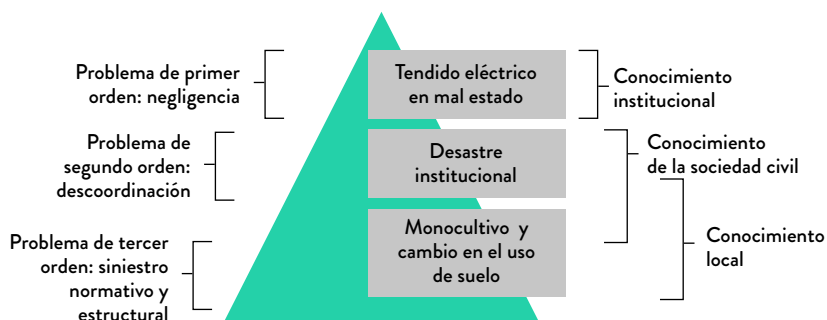 Problema de primer
orden: negligencia
Tendido eléctrico
en mal estado
Conocimiento
institucional
Problema de
segundo orden:
descoordinación
Desastre
institucional
Conocimiento
de la sociedad civil
Problema de tercer
orden: siniestro
normativo y
estructural
Monocultivo y
cambio en el uso
de suelo
Conocimiento
local